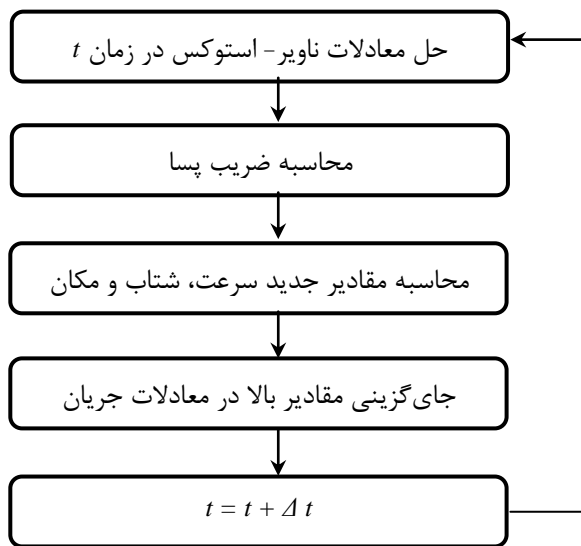 حل معادلات ناویر- استوکس در زمان t
محاسبه ضریب پسا
محاسبه مقادیر جدید سرعت، شتاب و مکان
جای‌گزینی مقادیر بالا در معادلات جریان
t = t + Δ t